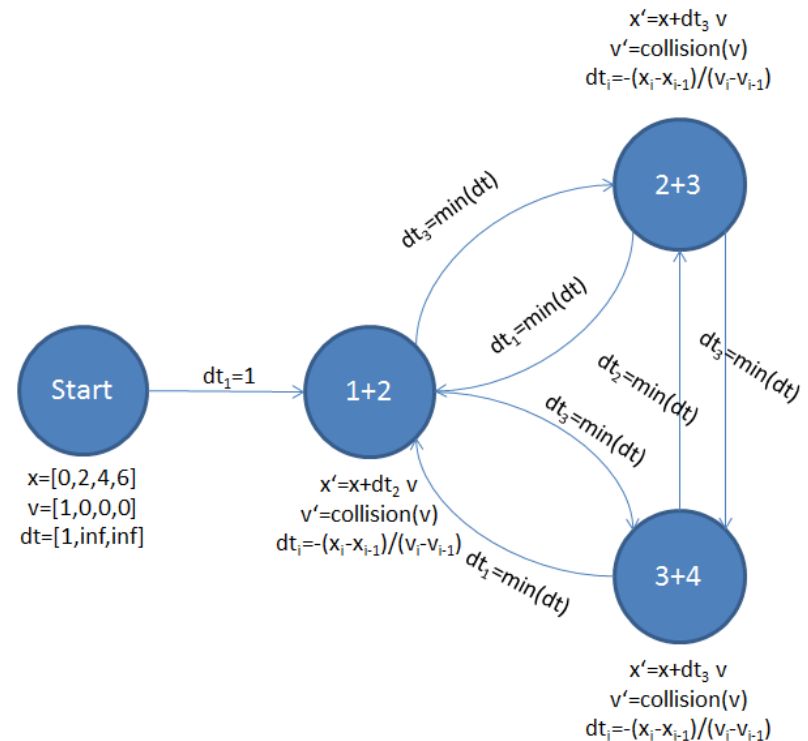 x‘=x+dt₃ v
v‘=collision(v)
dtᵢ=-(xᵢ-xᵢ₋₁)/(vᵢ-vᵢ₋₁)
2+3
dt₃=min(dt)
dt₁=min(dt)
dt₃=min(dt)
dt₂=min(dt)
Start
dt₁=1
1+2
dt₃=min(dt)
x=[0,2,4,6]
v=[1,0,0,0]
dt=[1,inf,inf]
x‘=x+dt₂ v
v‘=collision(v)
dtᵢ=-(xᵢ-xᵢ₋₁)/(vᵢ-vᵢ₋₁)
dt₁=min(dt)
3+4
x‘=x+dt₃ v
v‘=collision(v)
dtᵢ=-(xᵢ-xᵢ₋₁)/(vᵢ-vᵢ₋₁)